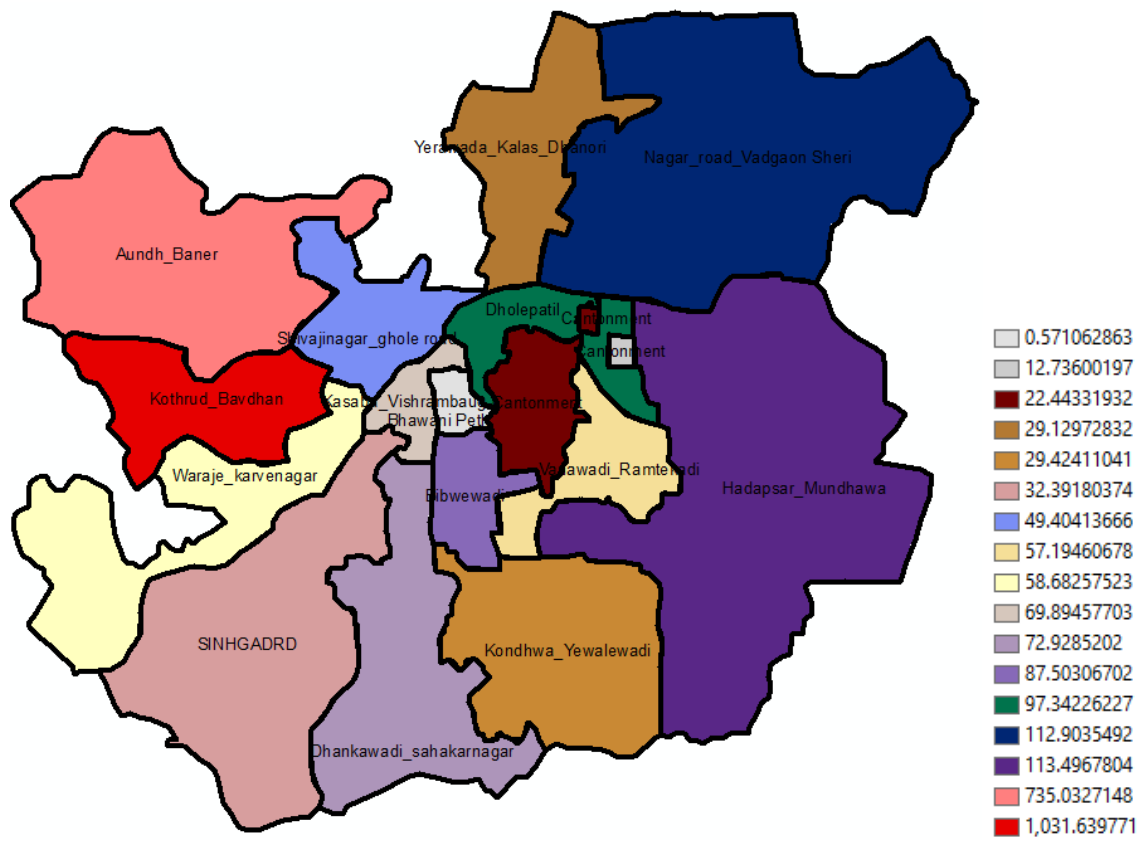 Yerawada_Kalas_Dhanori
Nagar_road_Vadgaon Sheri
Aundh_Baner
Dholepatil
Cantonment
Shivajinagar_ghole road
Cantonment
Kothrud_Bavdhan
Kasaba_Vishrambaug
Cantonment
Bhawani Peth
Waraje_karvenagar
Vanawadi_Ramtekadi
Hadapsar_Mundhawa
Bibwewadi
SINHGADRD
Kondhwa_Yewalewadi
Dhankawadi_sahakarnagar
0.571062863
12.73600197
22.44331932
29.12972832
29.42411041
32.39180374
49.40413666
57.19460678
58.68257523
69.89457703
72.9285202
87.50306702
97.34226227
112.9035492
113.4967804
735.0327148
1,031.639771